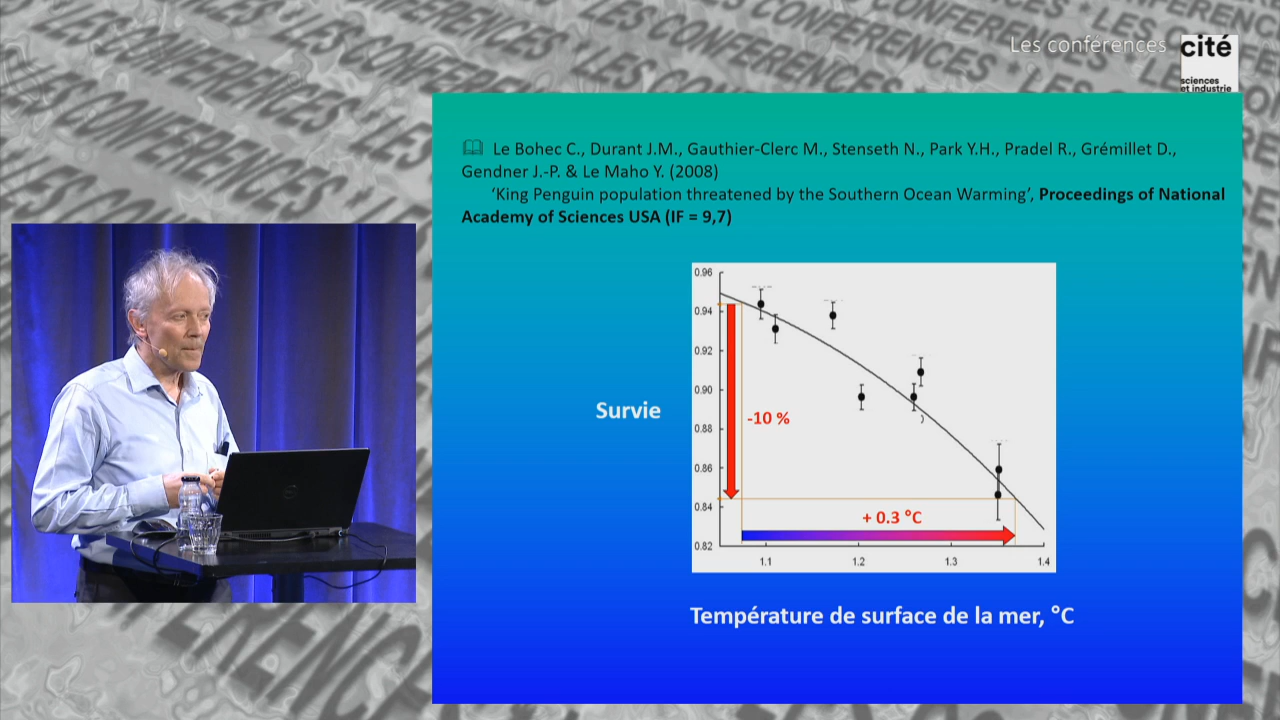 Les conférences
cité
sciences
et industrie
Le Bohec C., Durant J.M., Gauthier-Clerc M., Stenseth N., Park Y.H., Pradel R., Grémillet D.,
Gendner J.-P. & Le Maho Y. (2008)
‘King Penguin population threatened by the Southern Ocean Warming’, Proceedings of National
Academy of Sciences USA (IF = 9,7)
0.96
0.94
0.92
0.90
0.88
0.86
0.84
0.82
Survie
-10 %
+ 0.3 °C
1.1
1.2
1.3
1.4
Température de surface de la mer, °C